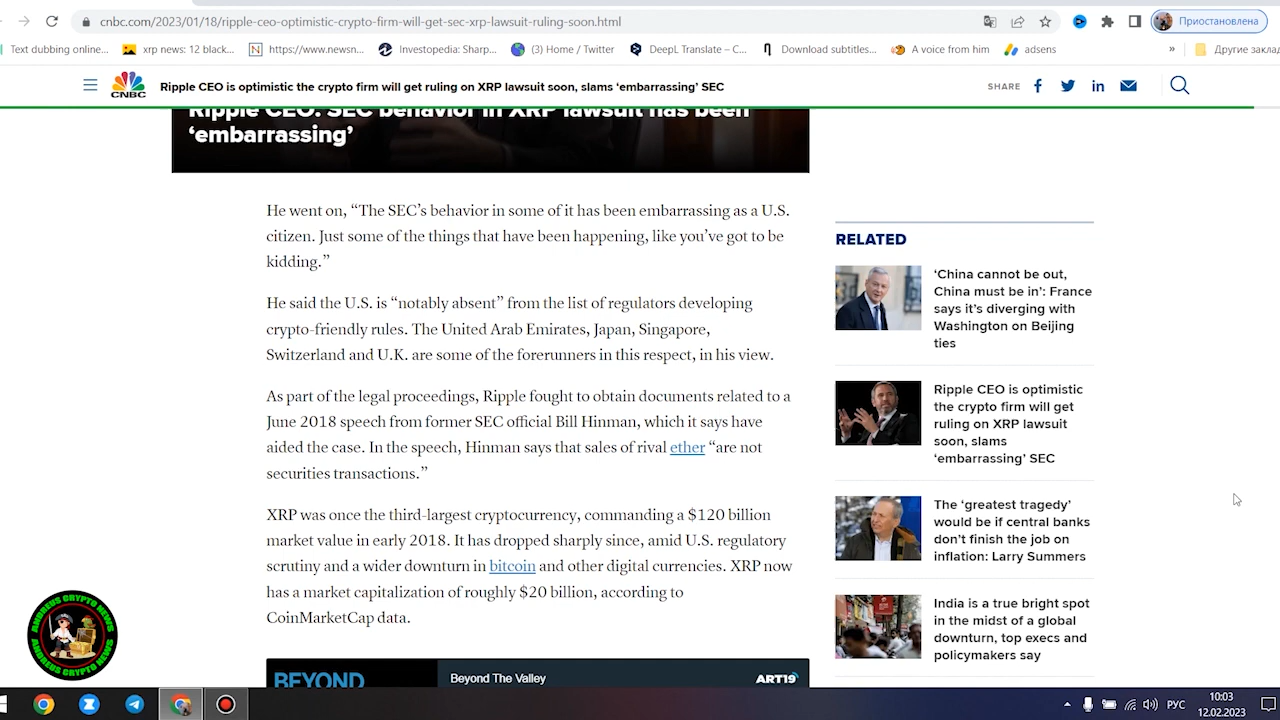 cnbc.com/2023/01/18/ripple-ceo-optimistic-crypto-firm-will-get-sec-xrp-lawsuit-ruling-soon.html
Приостановлена
Text dubbing online...
xrp news: 12 black...
https://www.newsn...
Investopedia: Sharp...
(3) Home / Twitter
DeepL Translate – C...
Download subtitles...
A voice from him
adsens
»
Другие заклад
CNBC
Ripple CEO is optimistic the crypto firm will get ruling on XRP lawsuit soon, slams ‘embarrassing’ SEC
SHARE
Ripple CEO: SEC behavior in XRP lawsuit has been
‘embarrassing’
He went on, “The SEC’s behavior in some of it has been embarrassing as a U.S.
citizen. Just some of the things that have been happening, like you’ve got to be
kidding.”
He said the U.S. is “notably absent” from the list of regulators developing
crypto-friendly rules. The United Arab Emirates, Japan, Singapore,
Switzerland and U.K. are some of the forerunners in this respect, in his view.
As part of the legal proceedings, Ripple fought to obtain documents related to a
June 2018 speech from former SEC official Bill Hinman, which it says have
aided the case. In the speech, Hinman says that sales of rival ether “are not
securities transactions.”
XRP was once the third-largest cryptocurrency, commanding a $120 billion
market value in early 2018. It has dropped sharply since, amid U.S. regulatory
scrutiny and a wider downturn in bitcoin and other digital currencies. XRP now
has a market capitalization of roughly $20 billion, according to
CoinMarketCap data.
BEYOND
Beyond The Valley
ART19
RELATED
‘China cannot be out,
China must be in’: France
says it’s diverging with
Washington on Beijing
ties
Ripple CEO is optimistic
the crypto firm will get
ruling on XRP lawsuit
soon, slams
‘embarrassing’ SEC
The ‘greatest tragedy’
would be if central banks
don’t finish the job on
inflation: Larry Summers
India is a true bright spot
in the midst of a global
downturn, top execs and
policymakers say
ANDREUS CRYPTO NEWS
ANDREUS CRYPTO NEWS
РУС
10:03
12.02.2023